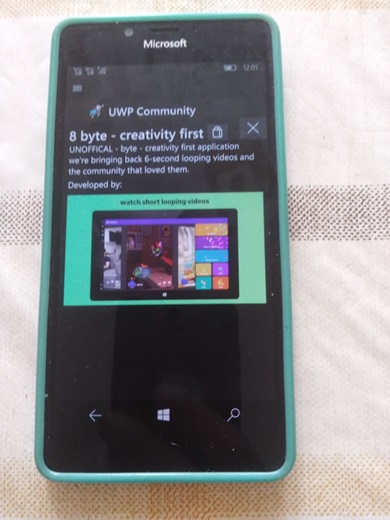 Microsoft
12:01
UWP Community
8 byte - creativity first
UNOFFICAL - byte - creativity first application
we're bringing back 6-second looping videos and
the community that loved them.
Developed by:
watch short looping videos